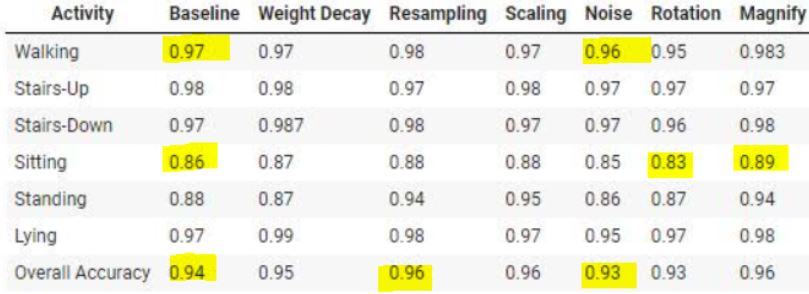 Activity Baseline Weight Decay Resampling Scaling Noise Rotation Magnify
Walking 0.97 0.97 0.98 0.97 0.96 0.95 0.983
Stairs-Up 0.98 0.98 0.97 0.98 0.97 0.97 0.97
Stairs-Down 0.97 0.987 0.98 0.97 0.97 0.96 0.98
Sitting 0.86 0.87 0.88 0.88 0.85 0.83 0.89
Standing 0.88 0.87 0.94 0.95 0.86 0.87 0.94
Lying 0.97 0.99 0.98 0.97 0.95 0.97 0.98
Overall Accuracy 0.94 0.95 0.96 0.96 0.93 0.93 0.96